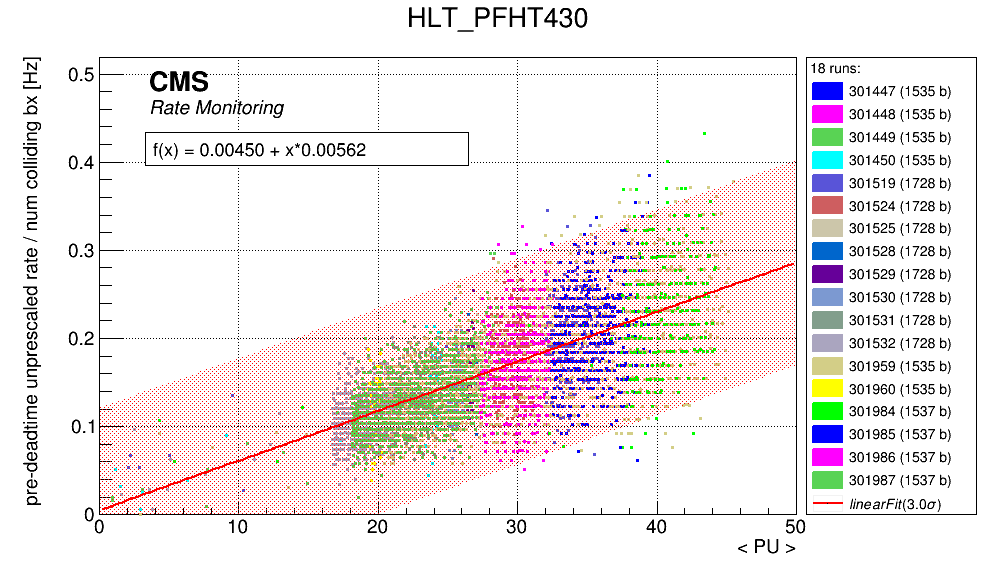 HLT_PFHT430
pre-deadtime unprescaled rate / num colliding bx [Hz]
0.5
0.4
0.3
0.2
0.1
0
CMS
Rate Monitoring
f(x) = 0.00450 + x*0.00562
0 10 20 30 40 50
< PU >
18 runs:
301447 (1535 b)
301448 (1535 b)
301449 (1535 b)
301450 (1535 b)
301519 (1728 b)
301524 (1728 b)
301525 (1728 b)
301528 (1728 b)
301529 (1728 b)
301530 (1728 b)
301531 (1728 b)
301532 (1728 b)
301959 (1535 b)
301960 (1535 b)
301984 (1537 b)
301985 (1537 b)
301986 (1537 b)
301987 (1537 b)
linearFit(3.0σ)